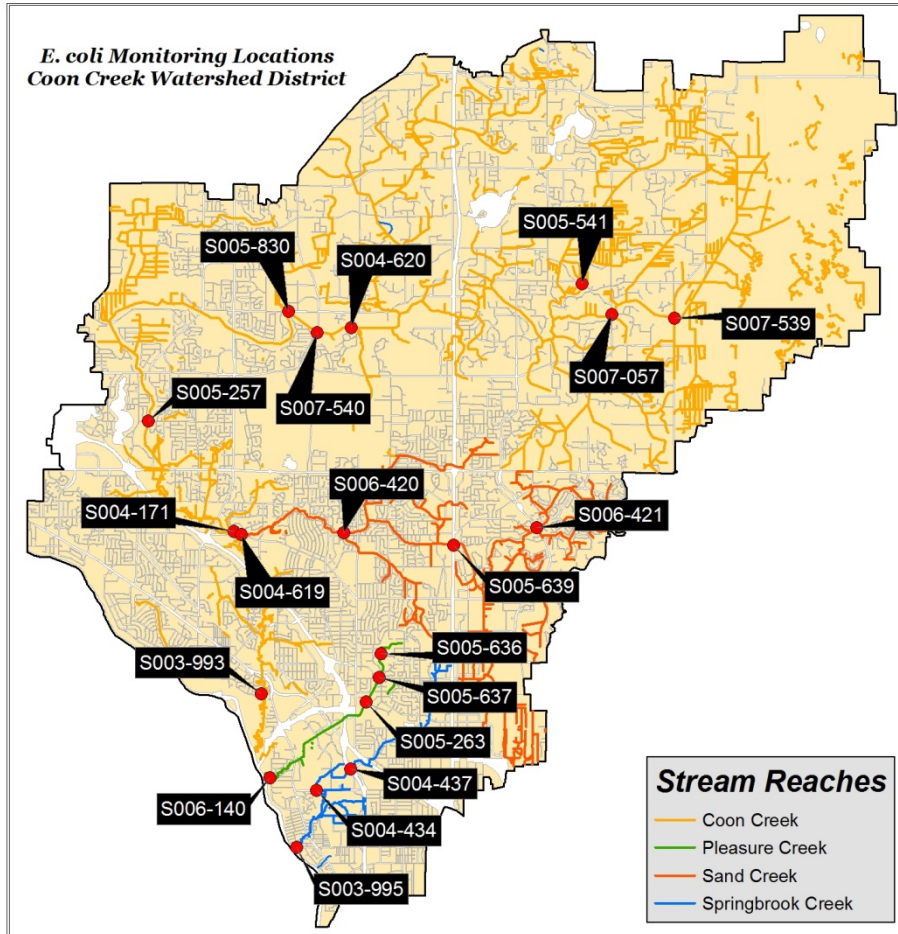 E. coli Monitoring Locations
Coon Creek Watershed District
S005-541
S005-830
S004-620
S007-539
S007-057
S007-540
S005-257
S006-420
S004-171
S006-421
S005-639
S004-619
S005-636
S003-993
S005-637
S005-263
S004-437
S006-140
S004-434
S003-995
Stream Reaches
Coon Creek
Pleasure Creek
Sand Creek
Springbrook Creek